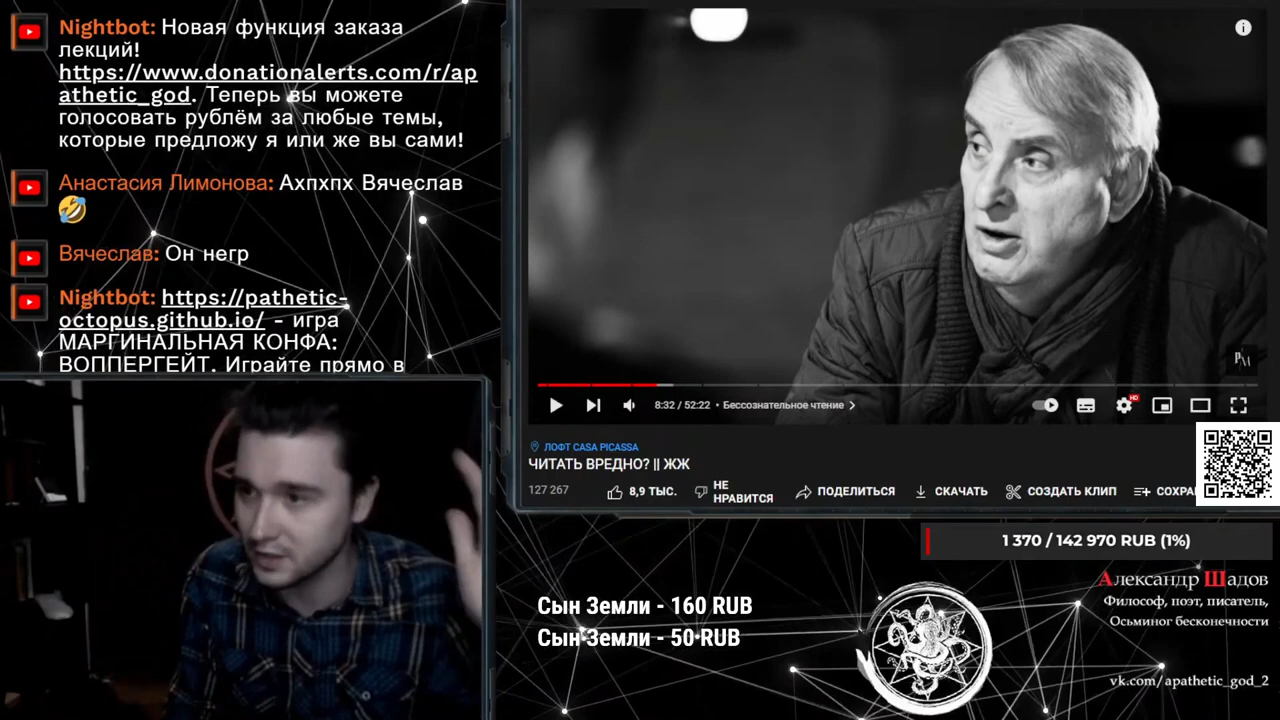 Nightbot: Новая функция заказа
лекций!
https://www.donationalerts.com/r/ap
athetic_god. Теперь вы можете
голосовать рублём за любые темы,
которые предложу я или же вы сами!
Анастасия Лимонова: Ахпхпх Вячеслав
Вячеслав: Он негр
Nightbot: https://pathetic-
octopus.github.io/ - игра
МАРГИНАЛЬНАЯ КОНФА:
ВОППЕРГЕЙТ. Играйте прямо в
8:32 / 52:22 • Бессознательное чтение
HD
ЛОФТ CASA PICASSA
ЧИТАТЬ ВРЕДНО? || ЖЖ
127 267
8,9 ТЫС.
НЕ
НРАВИТСЯ
ПОДЕЛИТЬСЯ
СКАЧАТЬ
СОЗДАТЬ КЛИП
СОХРАН
1 370 / 142 970 RUB (1%)
Сын Земли - 160 RUB
Сын Земли - 50 RUB
Александр Шадов
Философ, поэт, писатель,
Осьминог бесконечности
vk.com/apathetic_god_2